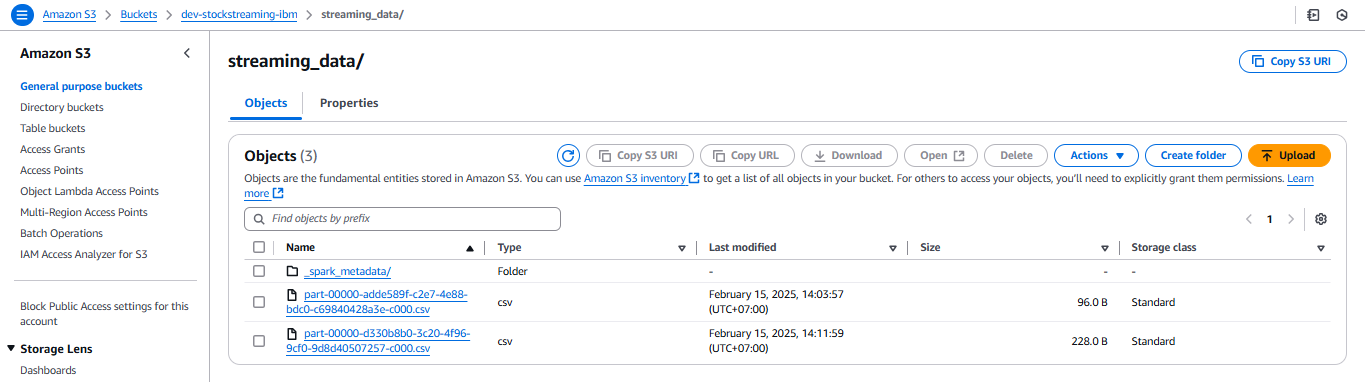 Amazon S3 > Buckets > dev-stockstreaming-ibm > streaming_data/
Amazon S3
General purpose buckets
Directory buckets
Table buckets
Access Grants
Access Points
Object Lambda Access Points
Multi-Region Access Points
Batch Operations
IAM Access Analyzer for S3
Block Public Access settings for this
account
Storage Lens
Dashboards
streaming_data/
Copy S3 URI
Objects Properties
Objects (3)
Copy S3 URI Copy URL Download Open Delete Actions Create folder Upload
Objects are the fundamental entities stored in Amazon S3. You can use Amazon S3 inventory to get a list of all objects in your bucket. For others to access your objects, you'll need to explicitly grant them permissions. Learn
more
Find objects by prefix
1
Name Type Last modified Size Storage class
_spark_metadata/ Folder - - -
part-00000-adde589f-c2e7-4e88- February 15, 2025, 14:03:57
bdc0-c69840428a3e-c000.csv csv (UTC+07:00) 96.0 B Standard
part-00000-d330b8b0-3c20-4f96- February 15, 2025, 14:11:59
9cf0-9d8d40507257-c000.csv csv (UTC+07:00) 228.0 B Standard